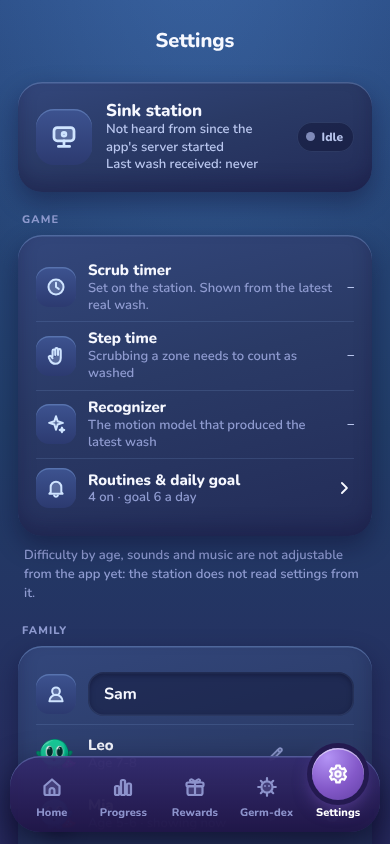 Settings
Sink station
Not heard from since the
app's server started
Last wash received: never
Idle
GAME
Scrub timer
Set on the station. Shown from the latest
real wash.
–
Step time
Scrubbing a zone needs to count as
washed
–
Recognizer
The motion model that produced the
latest wash
–
Routines & daily goal
4 on · goal 6 a day
Difficulty by age, sounds and music are not adjustable
from the app yet: the station does not read settings from
it.
FAMILY
Sam
Leo
Home
Progress
Rewards
Germ-dex
Settings